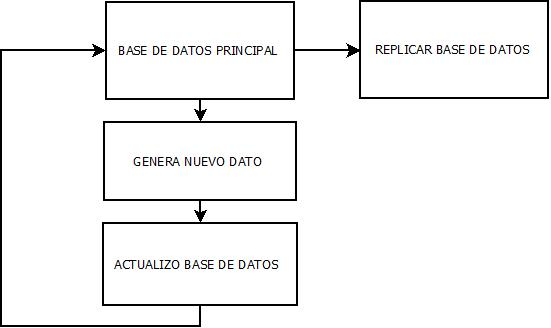 BASE DE DATOS PRINCIPAL
REPLICAR BASE DE DATOS
GENERA NUEVO DATO
ACTUALIZO BASE DE DATOS